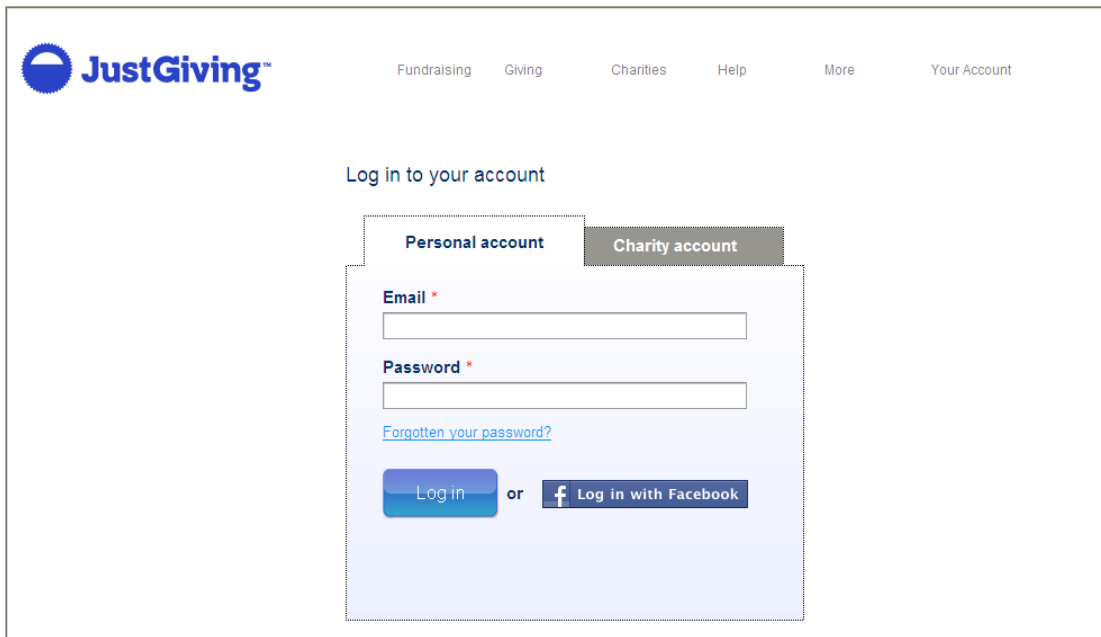 JustGiving™
Fundraising Giving Charities Help More Your Account
Log in to your account
Personal account Charity account
Email *
Password *
Forgotten your password?
Log in or f Log in with Facebook